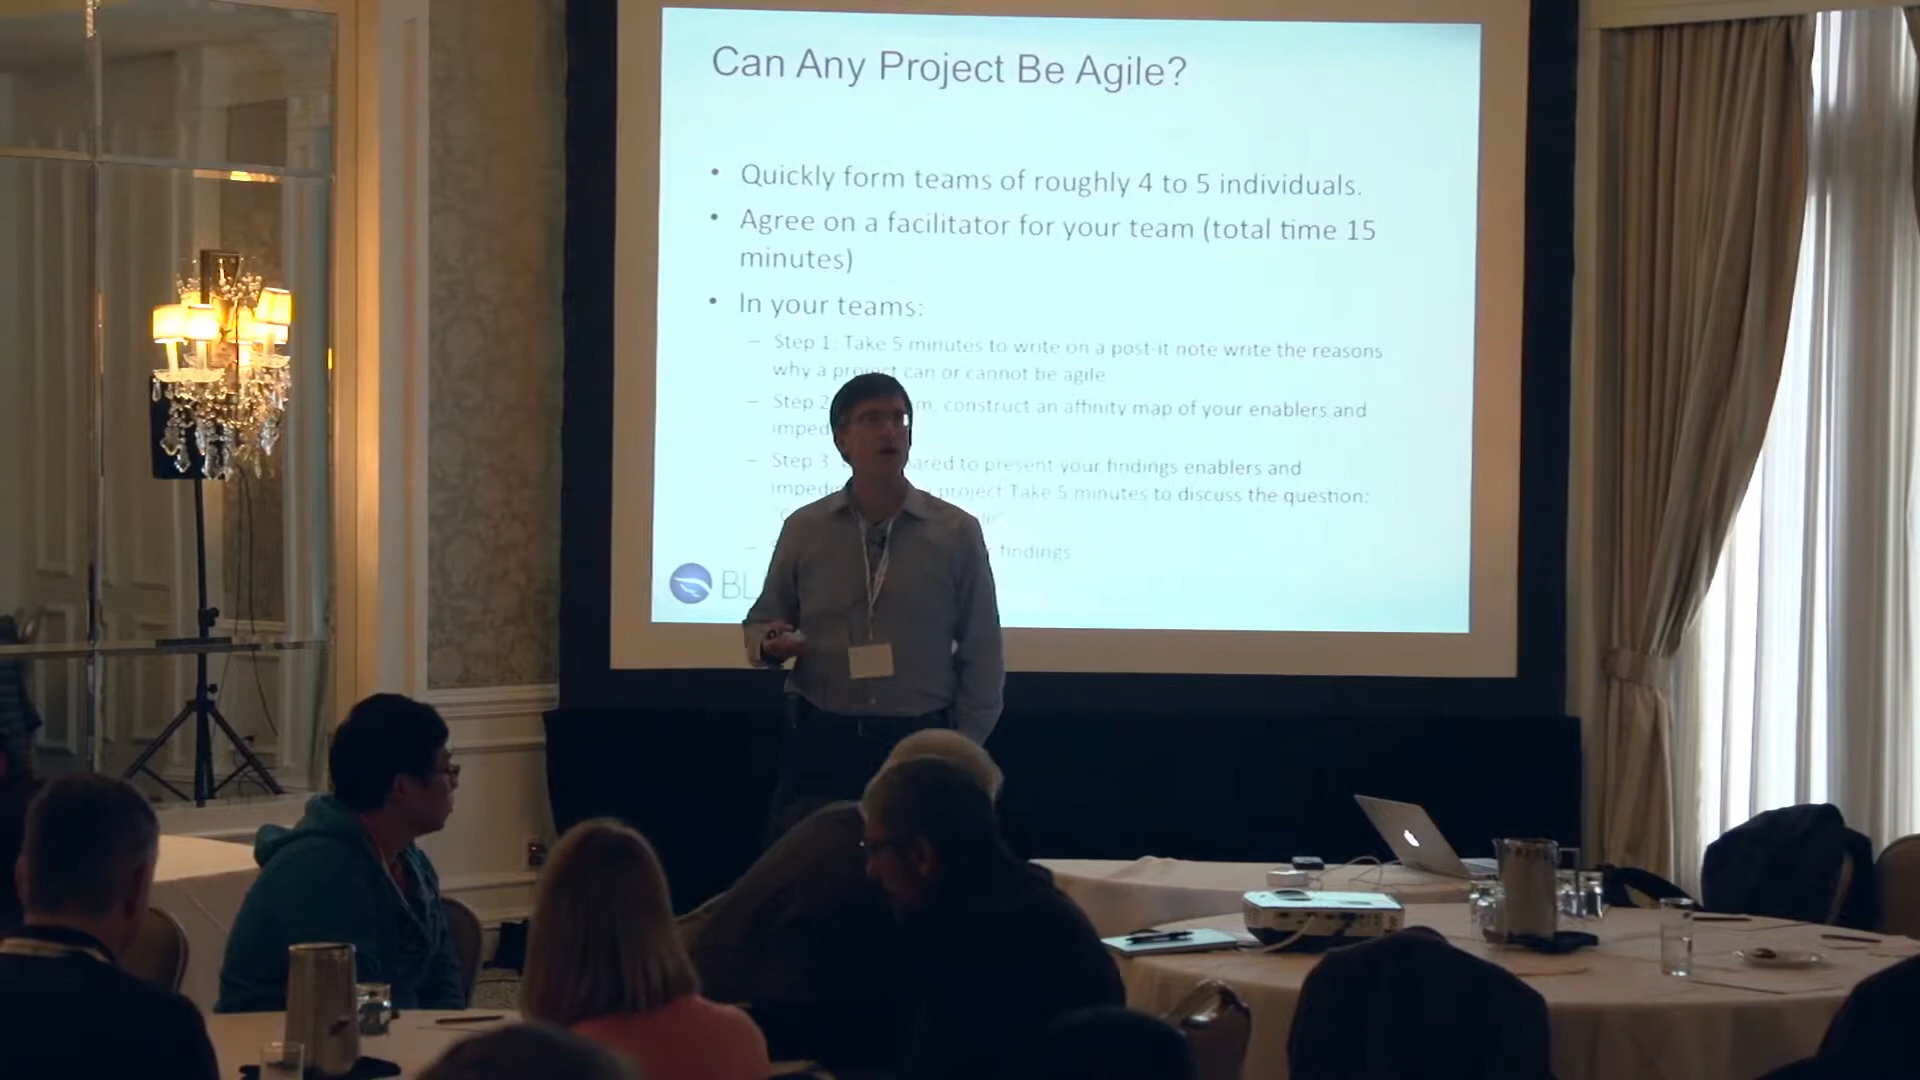 Can Any Project Be Agile?
• Quickly form teams of roughly 4 to 5 individuals.
• Agree on a facilitator for your team (total time 15
minutes)
• In your teams:
– Step 1: Take 5 minutes to write on a post-it note write the reasons
why a project can or cannot be agile
– Step 2 construct an affinity map of your enablers and
– Step 3 to present your findings enablers and
project Take 5 minutes to discuss the question:
– findings
BL